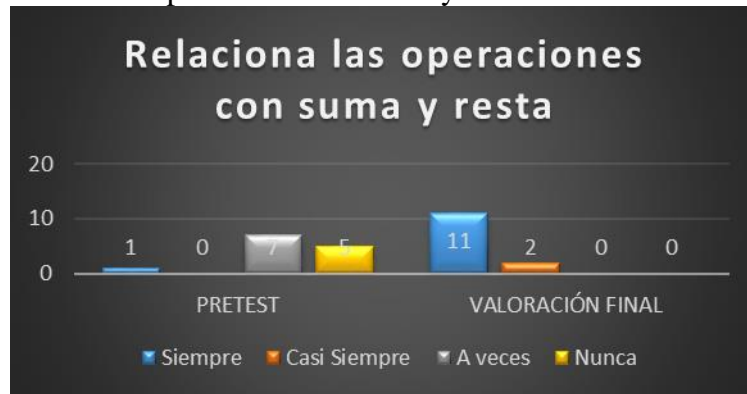 Relaciona las operaciones
con suma y resta
20
10
0
1 0 7 5 11 2 0 0
PRETEST VALORACIÓN FINAL
Siempre Casi Siempre A veces Nunca